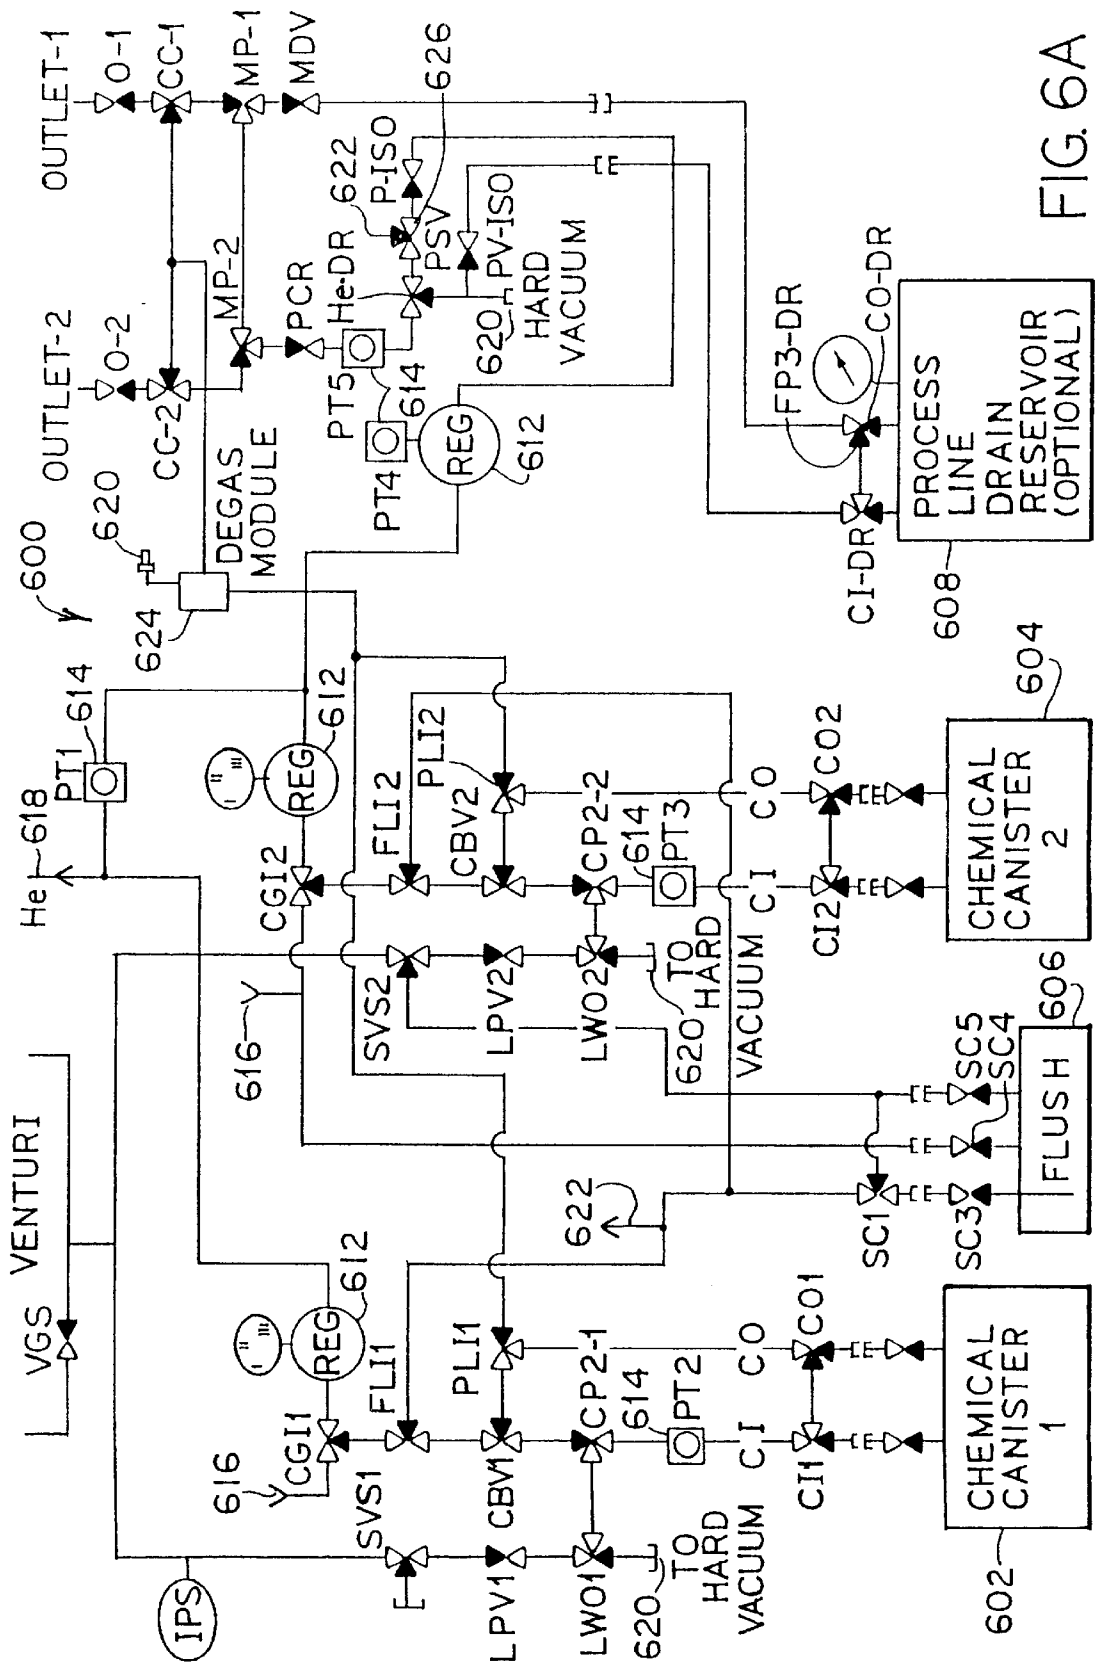 IPS
VGS
VENTURI
He
618
PT1
614
600
620
624
OUTLET-1
OUTLET-2
O-1
O-2
CC-1
CC-2
MP-1
MP-2
MDV
DEGAS
MODULE
616
CGI1
612
REG
I II III
616
CGI2
REG
I II III
612
PCR
PT5
614
PT4
He-DR
622
P-ISO
626
PSV
PV-ISO
620
HARD
VACUUM
REG
612
SVS1
FLI1
SVS2
FLI2
PLI1
CBV2
PLI2
LPV1
CBV1
LPV2
LWO1
CP2-1
622
LWO2
CP2-2
620
614
PT2
620
614
PT3
TO
HARD
VACUUM
TO
HARD
VACUUM
CI
CO
CI
CO
CI1
CO1
SC1
CI2
CO2
CI-DR
FP3-DR
CO-DR
SC3
SC5
SC4
602
CHEMICAL
CANISTER
1
FLUSH
606
CHEMICAL
CANISTER
2
604
608
PROCESS
LINE
DRAIN
RESERVOIR
(OPTIONAL)
FIG. 6A